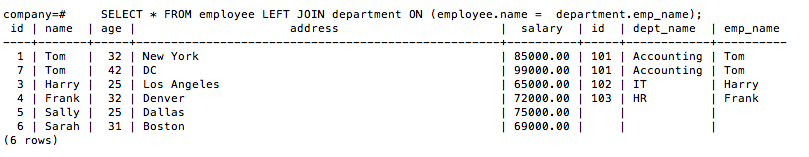 company=#     SELECT * FROM employee LEFT JOIN department ON (employee.name =  department.emp_name);
 id | name  | age |                      address                       |  salary  | id  | dept_name  | emp_name
----+-------+-----+----------------------------------------------------+----------+-----+------------+----------
  1 | Tom   |  32 | New York                                           | 85000.00 | 101 | Accounting | Tom
  7 | Tom   |  42 | DC                                                 | 99000.00 | 101 | Accounting | Tom
  3 | Harry |  25 | Los Angeles                                        | 65000.00 | 102 | IT         | Harry
  4 | Frank |  32 | Denver                                             | 72000.00 | 103 | HR         | Frank
  5 | Sally |  25 | Dallas                                             | 75000.00 |     |            |
  6 | Sarah |  31 | Boston                                             | 69000.00 |     |            |
(6 rows)